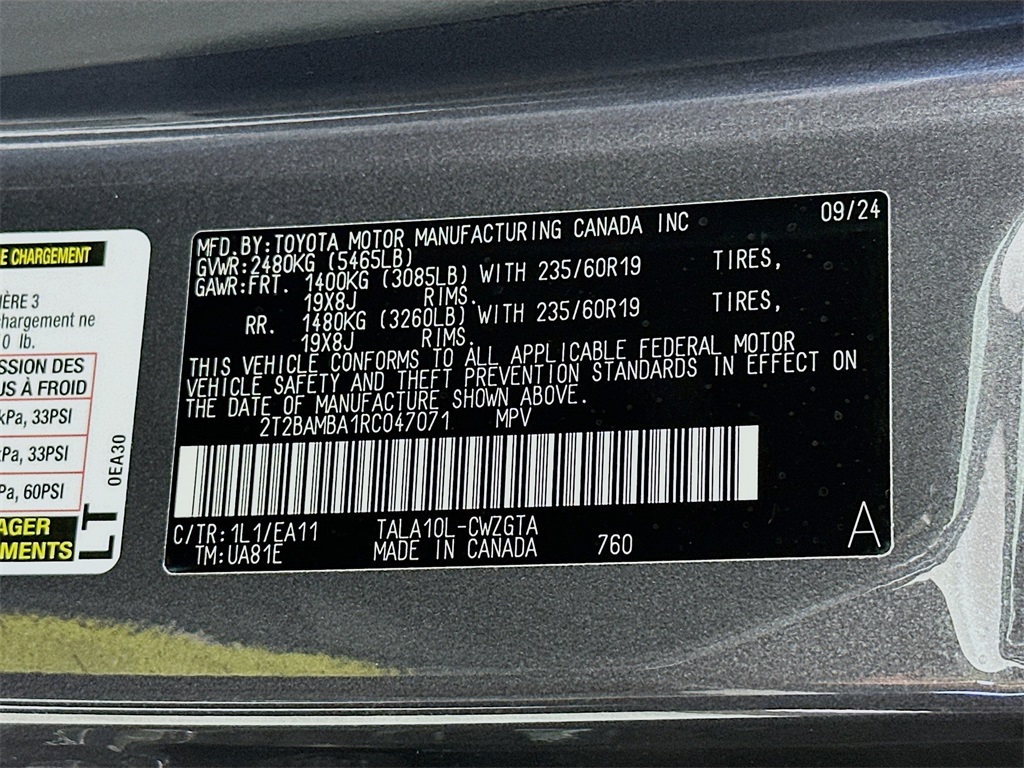 E CHARGEMENT
IÈRE 3
chargement ne
0 lb.
SSION DES
US À FROID
kPa, 33PSI
kPa, 33PSI
Pa, 60PSI
AGER
EMENTS
LT
0EA30
09/24
MFD. BY: TOYOTA MOTOR MANUFACTURING CANADA INC
GVWR: 2480KG (5465LB)
GAWR: FRT. 1400KG (3085LB) WITH 235/60R19 TIRES,
19X8J RIMS.
RR. 1480KG (3260LB) WITH 235/60R19 TIRES,
19X8J RIMS.
THIS VEHICLE CONFORMS TO ALL APPLICABLE FEDERAL MOTOR
VEHICLE SAFETY AND THEFT PREVENTION STANDARDS IN EFFECT ON
THE DATE OF MANUFACTURE SHOWN ABOVE.
2T2BAMBA1RC047071 MPV
C/TR: 1L1/EA11 TALA10L-CWZGTA
TM: UA81E MADE IN CANADA 760
A